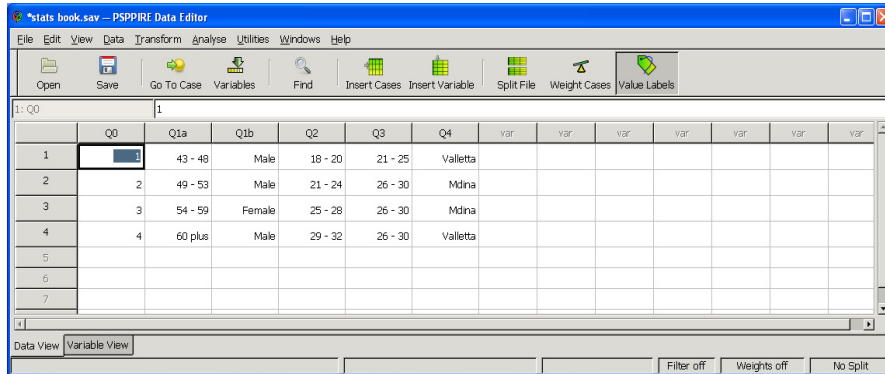 *stats book.sav — PSPPIRE Data Editor
File Edit View Data Transform Analyse Utilities Windows Help
Open Save Go To Case Variables Find Insert Cases Insert Variable Split File Weight Cases Value Labels
1: Q0 1
Q0 Q1a Q1b Q2 Q3 Q4 var var var var var var var
1 1 43 - 48 Male 18 - 20 21 - 25 Valletta
2 2 49 - 53 Male 21 - 24 26 - 30 Mdina
3 3 54 - 59 Female 25 - 28 26 - 30 Mdina
4 4 60 plus Male 29 - 32 26 - 30 Valletta
5
6
7
Data View Variable View
Filter off Weights off No Split